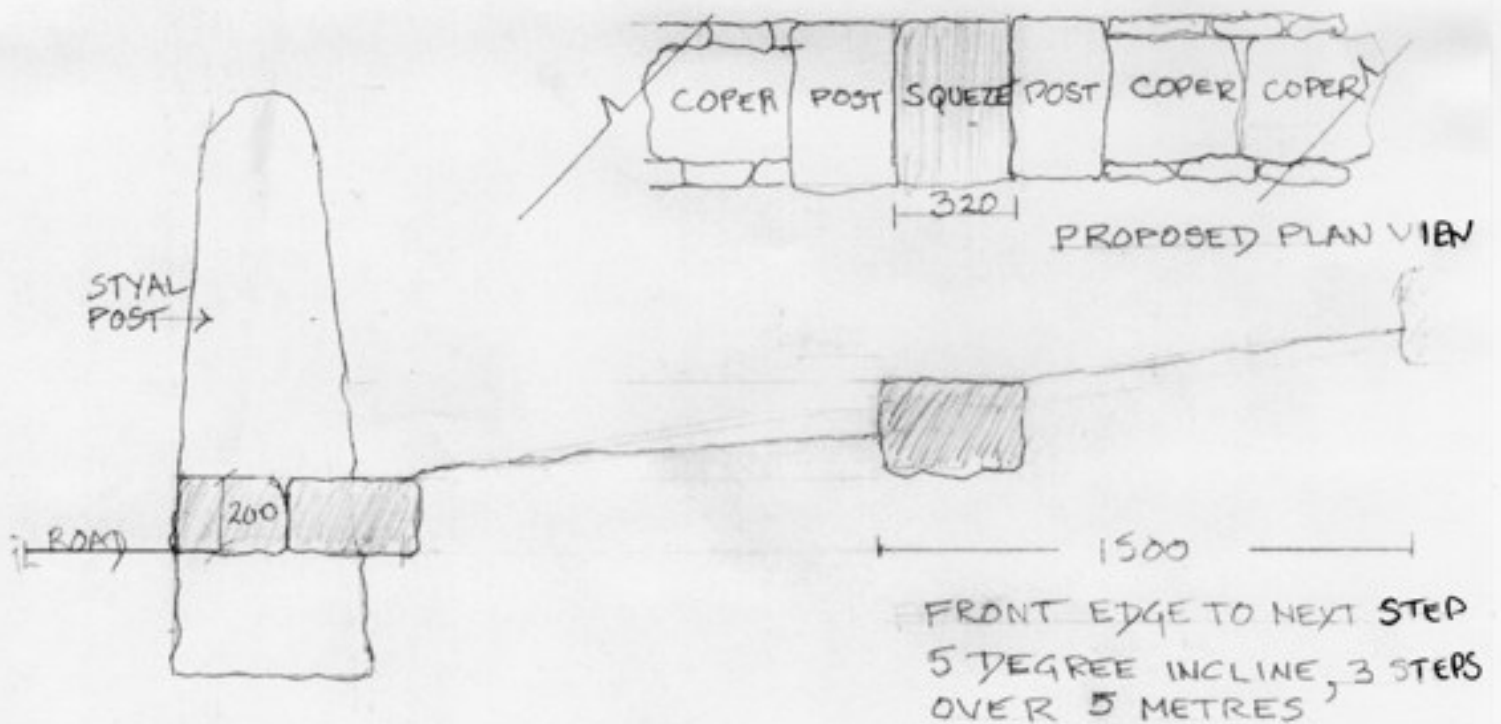 COPER POST SQUEZE POST COPER COPER
320
PROPOSED PLAN VIEW
STYAL
POST
200
ROAD
1500
FRONT EDGE TO NEXT STEP
5 DEGREE INCLINE, 3 STEPS
OVER 5 METRES